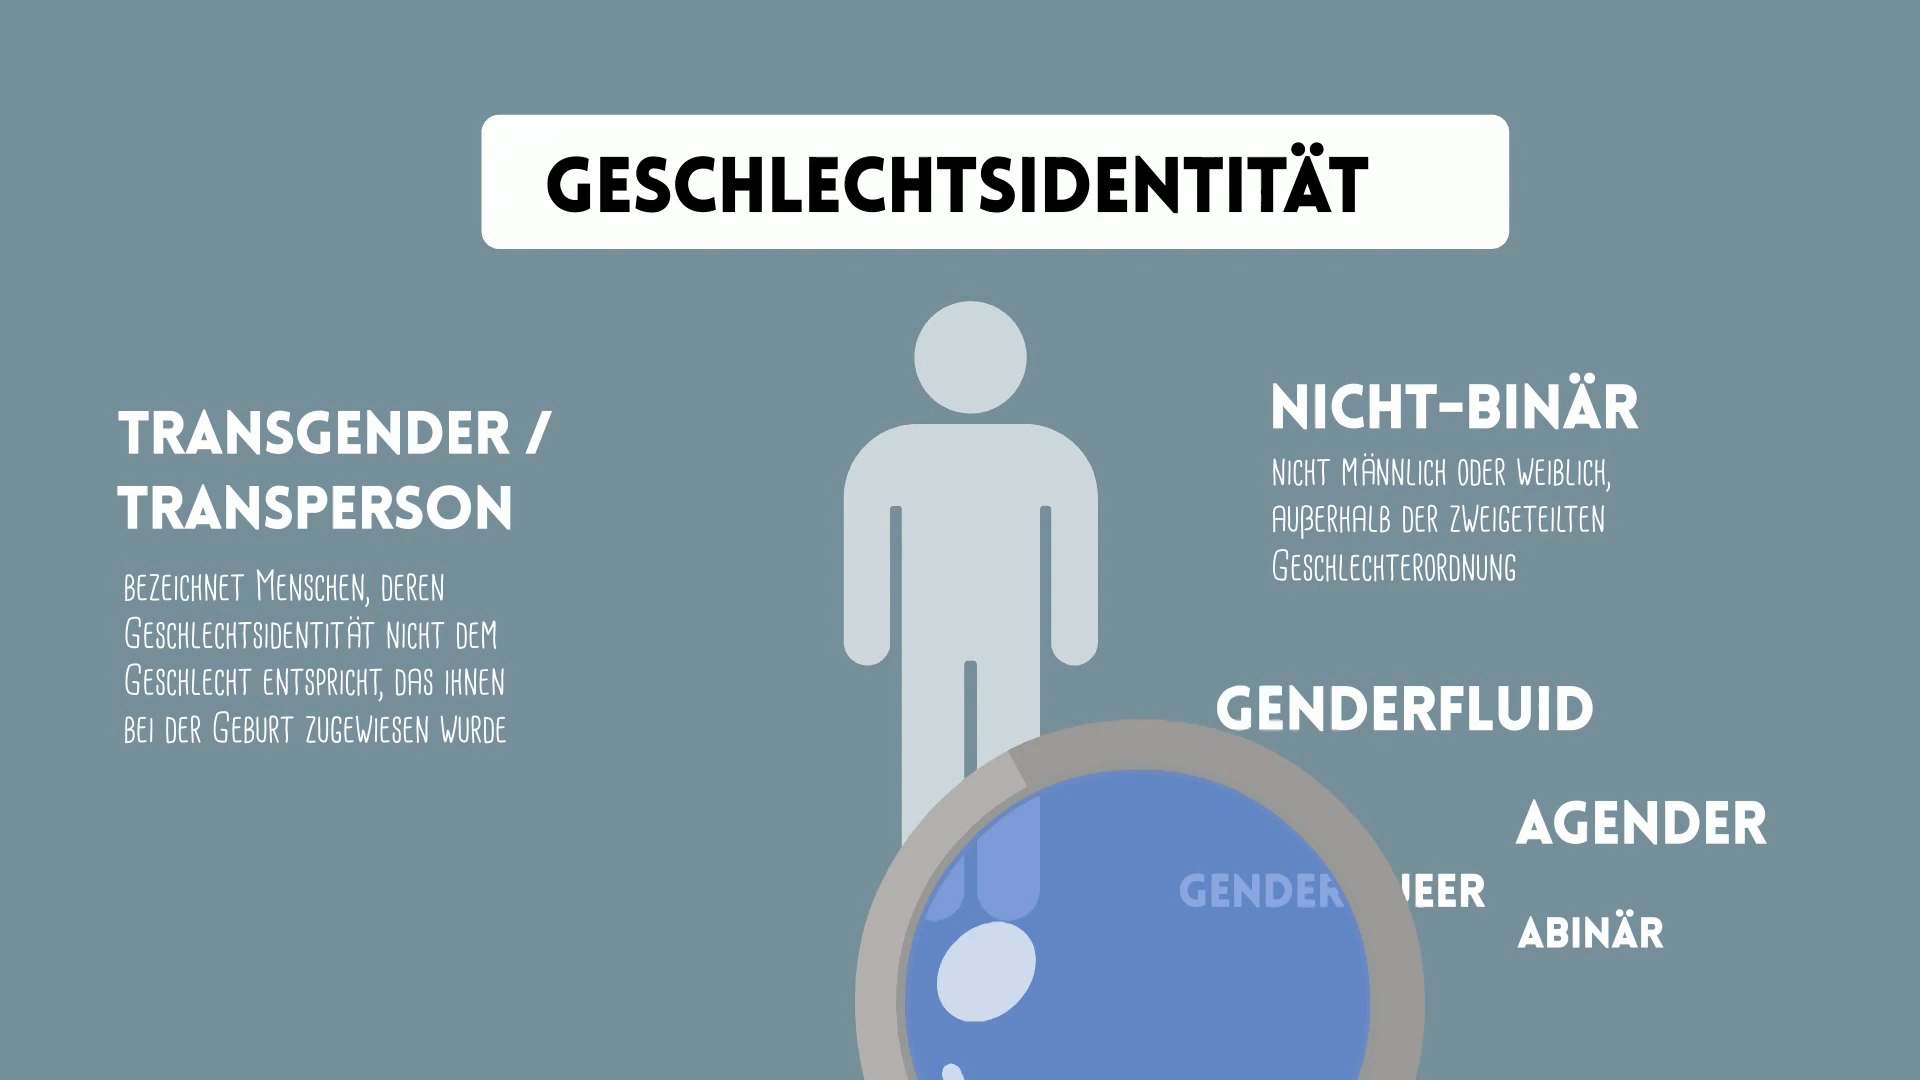 GESCHLECHTSIDENTITÄT
TRANSGENDER /
TRANSPERSON
BEZEICHNET MENSCHEN, DEREN
GESCHLECHTSIDENTITÄT NICHT DEM
GESCHLECHT ENTSPRICHT, DAS IHNEN
BEI DER GEBURT ZUGEWIESEN WURDE
NICHT-BINÄR
NICHT MÄNNLICH ODER WEIBLICH,
AUßERHALB DER ZWEIGETEILTEN
GESCHLECHTERORDNUNG
GENDERFLUID
AGENDER
GENDERQUEER
ABINÄR